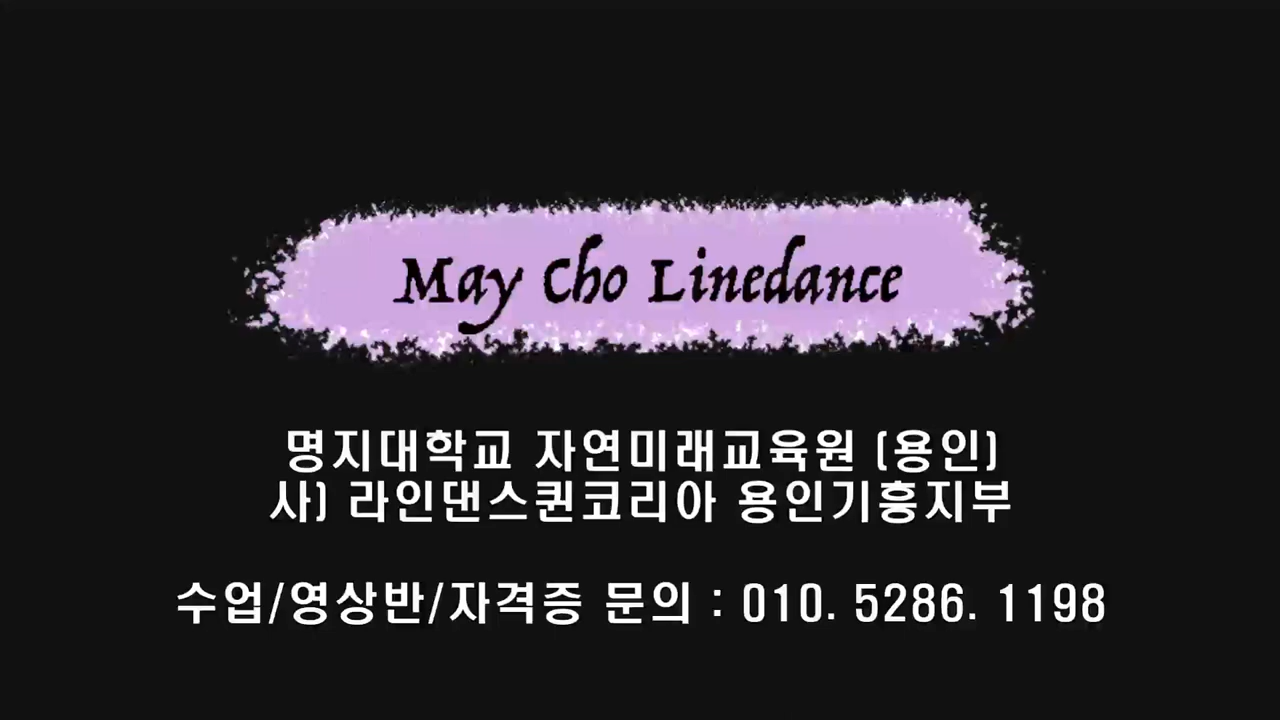 May Cho Linedance
명지대학교 자연미래교육원 (용인)
사) 라인댄스퀸코리아 용인기흥지부
수업/영상반/자격증 문의 : 010. 5286. 1198